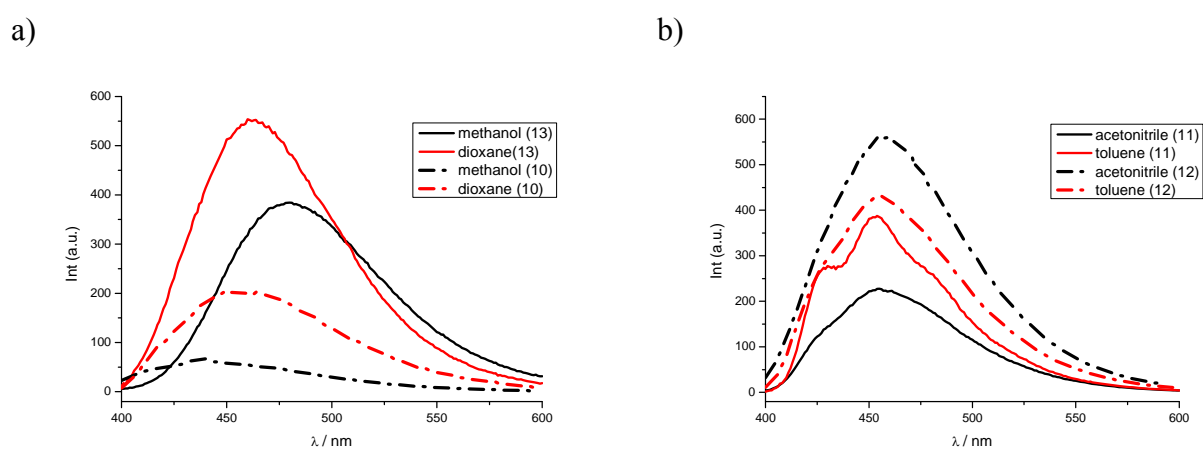 a)
600
500
400
300
200
100
0
Int (a.u.)
400
450
500
550
600
λ / nm
methanol (13)
dioxane(13)
methanol (10)
dioxane (10)
b)
600
500
400
300
200
100
0
Int (a.u.)
400
450
500
550
600
λ / nm
acetonitrile (11)
toluene (11)
acetonitrile (12)
toluene (12)